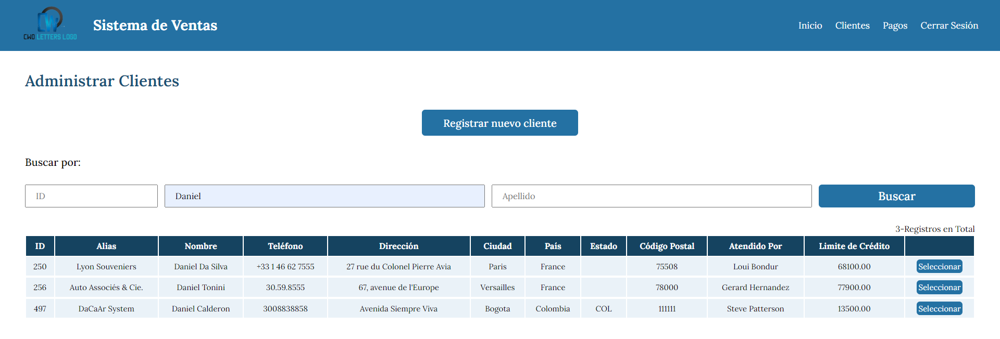 CWO LETTERS LOGO
Sistema de Ventas
Inicio Clientes Pagos Cerrar Sesión
Administrar Clientes
Registrar nuevo cliente
Buscar por:
ID Daniel Apellido Buscar
3-Registros en Total
ID Alias Nombre Teléfono Dirección Ciudad País Estado Código Postal Atendido Por Limite de Crédito
250 Lyon Souveniers Daniel Da Silva +33 1 46 62 7555 27 rue du Colonel Pierre Avia Paris France 75508 Loui Bondur 68100.00 Seleccionar
256 Auto Associés & Cie. Daniel Tonini 30.59.8555 67, avenue de l'Europe Versailles France 78000 Gerard Hernandez 77900.00 Seleccionar
497 DaCaAr System Daniel Calderon 3008838858 Avenida Siempre Viva Bogota Colombia COL 111111 Steve Patterson 13500.00 Seleccionar